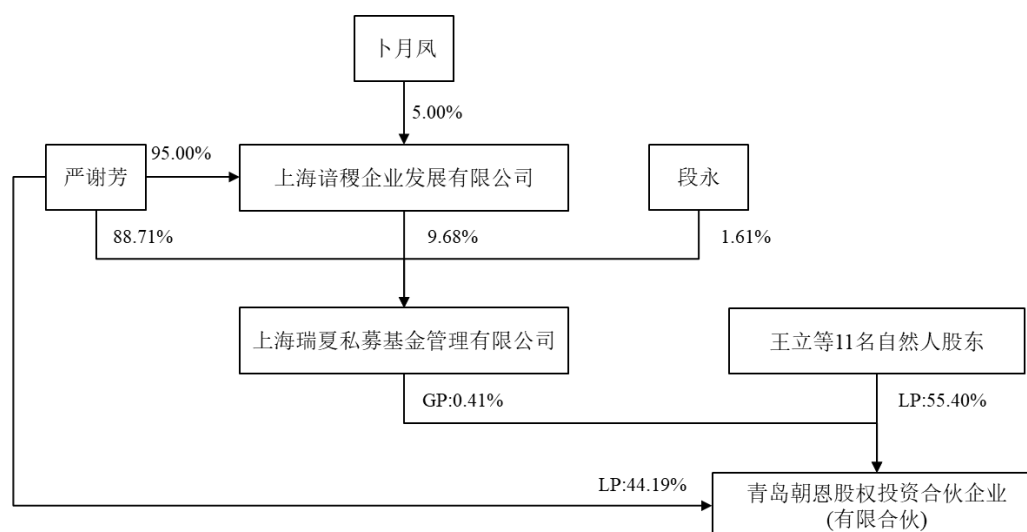 卜月凤
5.00%
严谢芳
95.00%
上海谙稷企业发展有限公司
段永
88.71%
9.68%
1.61%
上海瑞夏私募基金管理有限公司
王立等11名自然人股东
GP:0.41%
LP:55.40%
LP:44.19%
青岛朝恩股权投资合伙企业
(有限合伙)